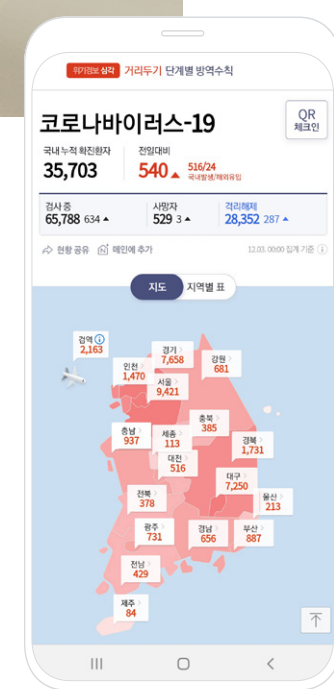 위기경보 심각 거리두기 단계별 방역수칙
코로나바이러스-19
QR
체크인
국내 누적 확진환자 전일대비
35,703 540 ▲ 516/24
국내발생/해외유입
검사 중 사망자 격리해제
65,788 634 ▲ 529 3 ▲ 28,352 287 ▲
현황 공유 N 메인에 추가 12.03. 00:00 집계 기준 i
지도 지역별 표
검역 i
2,163
경기 >
7,658
강원 >
681
인천 >
1,470
서울 >
9,421
충북 >
385
충남 >
937
세종 >
113
경북 >
1,731
대전 >
516
대구 >
7,250
전북 >
378
울산 >
213
광주 >
731
경남 >
656
부산 >
887
전남 >
429
제주 >
84